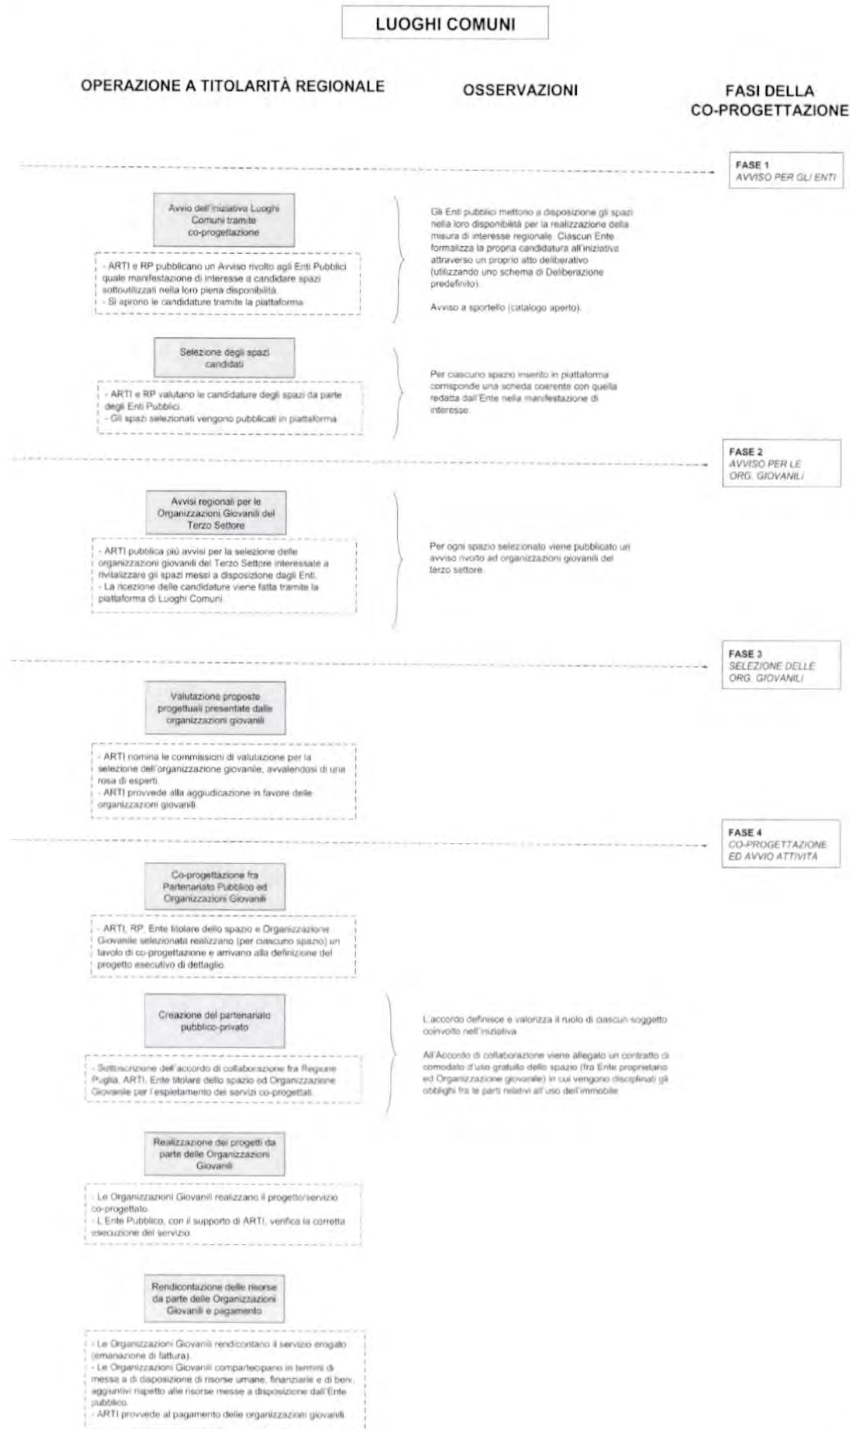 LUOGHI COMUNI
OPERAZIONE A TITOLARITÀ REGIONALE
OSSERVAZIONI
FASI DELLA
CO-PROGETTAZIONE
FASE 1
AVVISO PER GLI ENTI
Avvio dell'iniziativa Luoghi
Comuni tramite
co-progettazione
- ARTI e RP pubblicano un Avviso rivolto agli Enti Pubblici
quale manifestazione di interesse a candidare spazi
sottoutilizzati nella loro piena disponibilità.
- Si aprono le candidature tramite la piattaforma
Gli Enti pubblici mettono a disposizione gli spazi
nella loro disponibilità per la realizzazione della
misura di interesse regionale. Ciascun Ente
formalizza la propria candidatura all'iniziativa
attraverso un proprio atto deliberativo
(utilizzando uno schema di Deliberazione
predefinito).
Avviso a sportello (catalogo aperto).
Selezione degli spazi
candidati
- ARTI e RP valutano le candidature degli spazi da parte
degli Enti Pubblici.
- Gli spazi selezionati vengono pubblicati in piattaforma
Per ciascuno spazio inserito in piattaforma
corrisponde una scheda coerente con quella
redatta dall'Ente nella manifestazione di
interesse
FASE 2
AVVISO PER LE
ORG. GIOVANILI
Avvisi regionali per le
Organizzazioni Giovanili del
Terzo Settore
- ARTI pubblica più avvisi per la selezione delle
organizzazioni giovanili del Terzo Settore interessate a
rivitalizzare gli spazi messi a disposizione dagli Enti.
- La ricezione delle candidature viene fatta tramite la
piattaforma di Luoghi Comuni
Per ogni spazio selezionato viene pubblicato un
avviso rivolto ad organizzazioni giovanili del
terzo settore.
FASE 3
SELEZIONE DELLE
ORG. GIOVANILI
Valutazione proposte
progettuali presentate dalle
organizzazioni giovanili
- ARTI nomina le commissioni di valutazione per la
selezione dell'organizzazione giovanile, avvalendosi di una
rosa di esperti
- ARTI provvede alla aggiudicazione in favore delle
organizzazioni giovanili
FASE 4
CO-PROGETTAZIONE
ED AVVIO ATTIVITÀ
Co-progettazione fra
Partenariato Pubblico ed
Organizzazioni Giovanili
- ARTI, RP, Ente titolare dello spazio e Organizzazione
Giovanile selezionata realizzano (per ciascuno spazio) un
tavolo di co-progettazione e arrivano alla definizione del
progetto esecutivo di dettaglio.
Creazione del partenariato
pubblico-privato
- Sottoscrizione dell'accordo di collaborazione fra Regione
Puglia, ARTI, Ente titolare dello spazio ed Organizzazione
Giovanile per l'espletamento dei servizi co-progettati.
L'accordo definisce e valorizza il ruolo di ciascun soggetto
coinvolto nell'iniziativa
All'Accordo di collaborazione viene allegato un contratto di
comodato d'uso gratuito dello spazio (fra Ente proprietario
ed Organizzazione giovanile) in cui vengono disciplinati gli
obblighi fra le parti relativi all'uso dell'immobile
Realizzazione dei progetti da
parte delle Organizzazioni
Giovanili
- Le Organizzazioni Giovanili realizzano il progetto/servizio
co-progettato
- L'Ente Pubblico, con il supporto di ARTI, verifica la corretta
esecuzione del servizio
Rendicontazione delle risorse
da parte delle Organizzazioni
Giovanili e pagamento
- Le Organizzazioni Giovanili rendicontano il servizio erogato
(emanazione di fattura)
- Le Organizzazioni Giovanili compartecipano in termini di
messa a di disposizione di risorse umane, finanziarie e di beni,
aggiuntivi rispetto alle risorse messe a disposizione dall'Ente
pubblico.
- ARTI provvede al pagamento delle organizzazioni giovanili